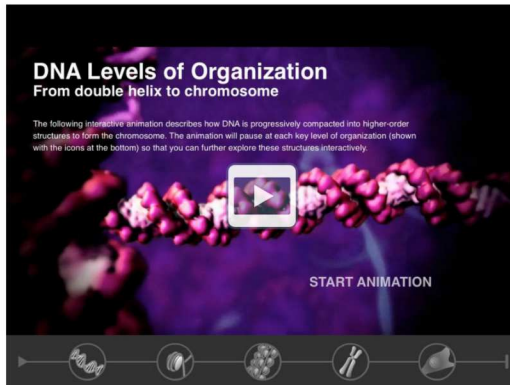 DNA Levels of Organization
From double helix to chromosome
The following interactive animation describes how DNA is progressively compacted into higher-order
structures to form the chromosome. The animation will pause at each key level of organization (shown
with the icons at the bottom) so that you can further explore these structures interactively.
START ANIMATION